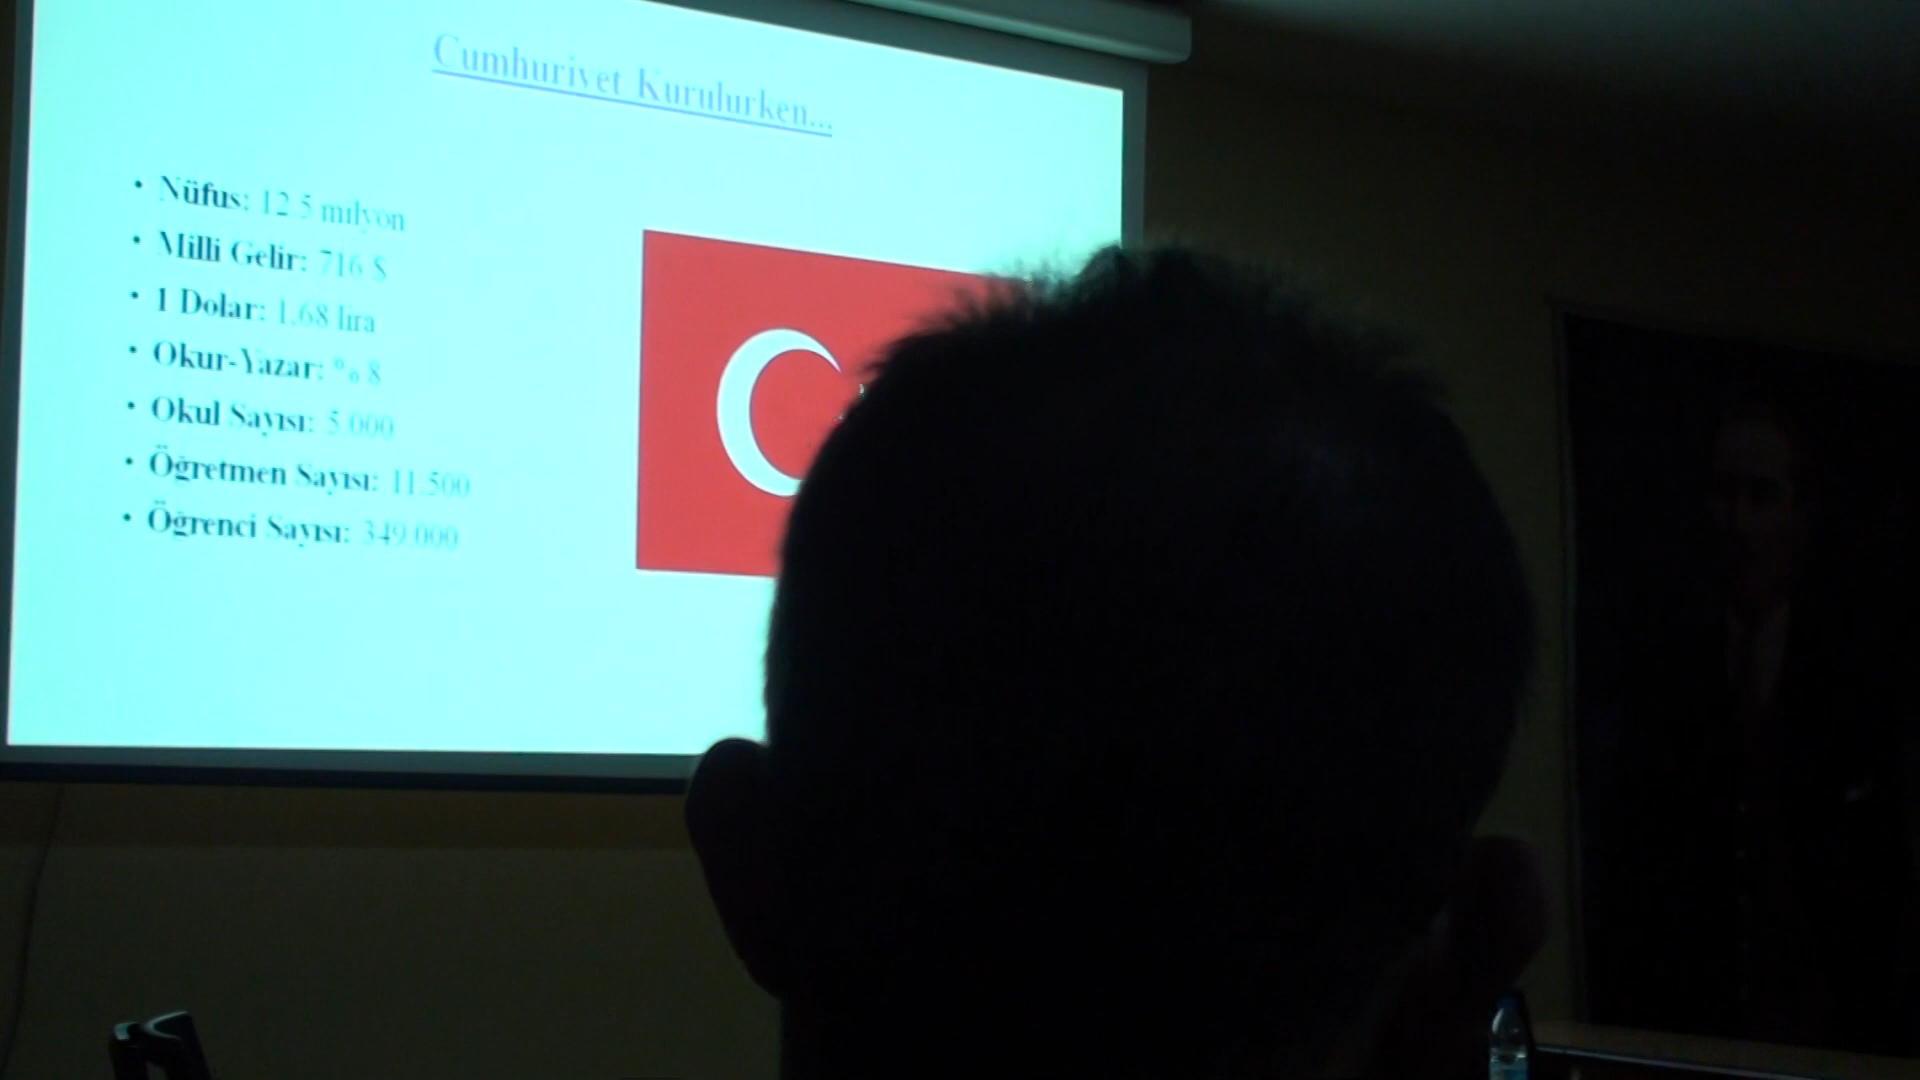 Cumhuriyet Kurulurken...
• Nüfus: 12.5 milyon
• Milli Gelir: 716 $
• 1 Dolar: 1.68 lira
• Okur-Yazar: % 8
• Okul Sayısı: 5.000
• Öğretmen Sayısı: 11.500
• Öğrenci Sayısı: 349.000